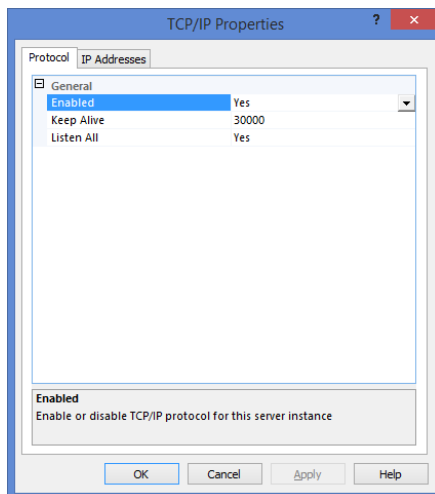 TCP/IP Properties
?
×
Protocol
IP Addresses
General
Enabled Yes
Keep Alive 30000
Listen All Yes
Enabled
Enable or disable TCP/IP protocol for this server instance
OK
Cancel
Apply
Help